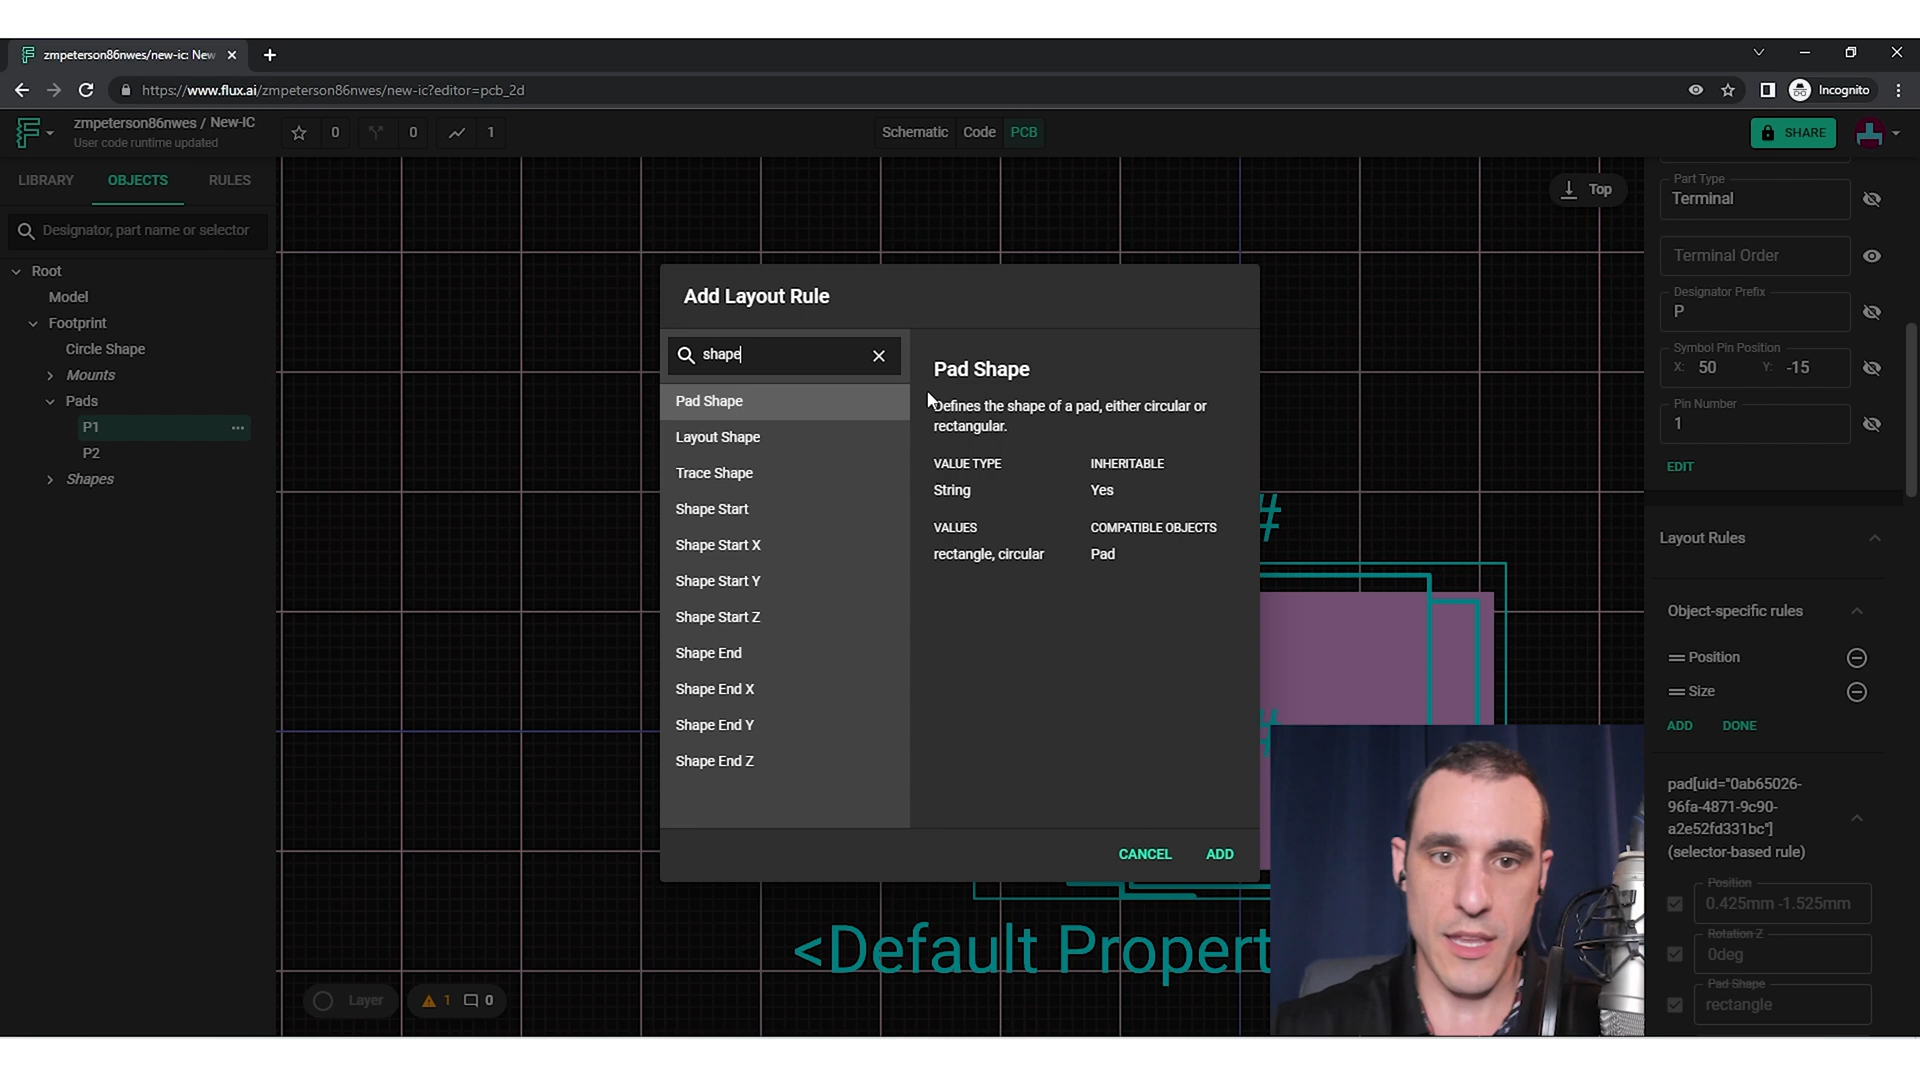 zmpeterson86nwes/new-ic: New
https://www.flux.ai/zmpeterson86nwes/new-ic?editor=pcb_2d
Incognito
zmpeterson86nwes / New-IC
User code runtime updated
0
0
1
Schematic
Code
PCB
SHARE
LIBRARY
OBJECTS
RULES
Designator, part name or selector
Root
Model
Footprint
Circle Shape
Mounts
Pads
P1
P2
Shapes
Top
Add Layout Rule
shape
Pad Shape
Layout Shape
Trace Shape
Shape Start
Shape Start X
Shape Start Y
Shape Start Z
Shape End
Shape End X
Shape End Y
Shape End Z
Pad Shape
Defines the shape of a pad, either circular or
rectangular.
VALUE TYPE
INHERITABLE
String
Yes
VALUES
COMPATIBLE OBJECTS
rectangle, circular
Pad
CANCEL
ADD
#
#
<Default Propert
Layer
1
0
Part Type
Terminal
Terminal Order
Designator Prefix
P
Symbol Pin Position
X: 50 Y: -15
Pin Number
1
EDIT
Layout Rules
Object-specific rules
Position
Size
ADD
DONE
pad[uid="0ab65026-
96fa-4871-9c90-
a2e52fd331bc"]
(selector-based rule)
Position
0.425mm -1.525mm
Rotation Z
0deg
Pad Shape
rectangle